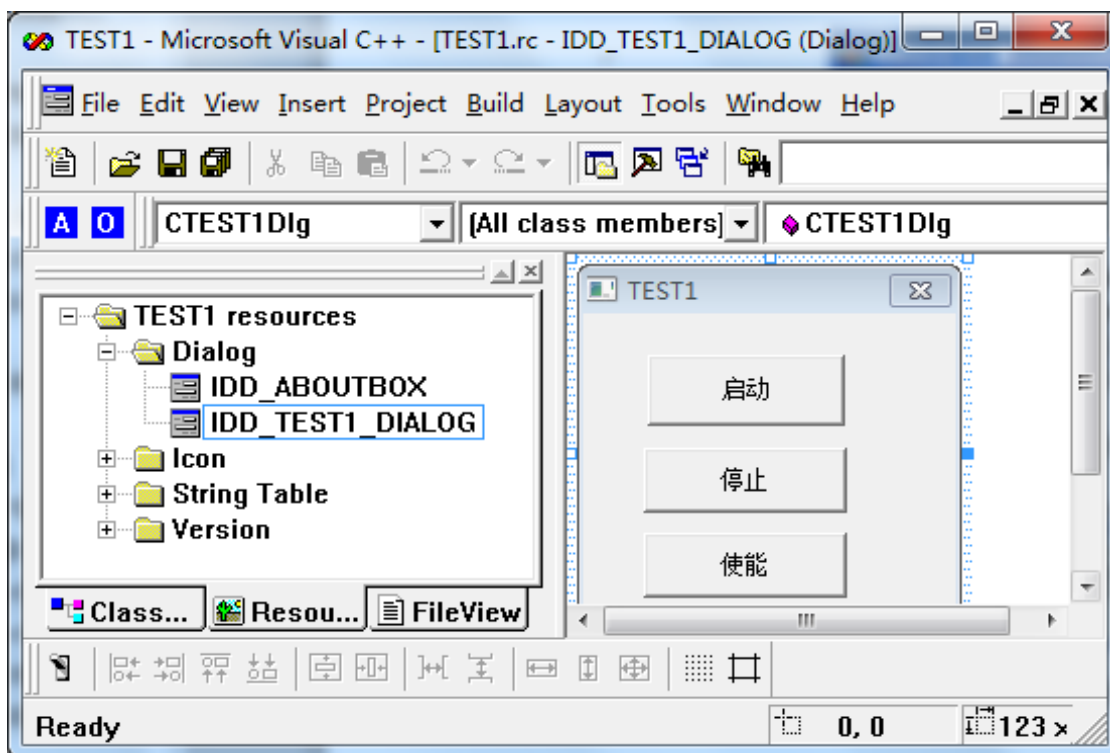 TEST1 - Microsoft Visual C++ - [TEST1.rc - IDD_TEST1_DIALOG (Dialog)]
File Edit View Insert Project Build Layout Tools Window Help
A O CTEST1Dlg (All class members) CTEST1Dlg
TEST1 resources
Dialog
IDD_ABOUTBOX
IDD_TEST1_DIALOG
Icon
String Table
Version
Class... Resou... FileView
TEST1
启动
停止
使能
Ready 0, 0 123 x